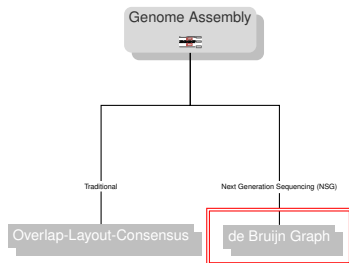 Genome Assembly
Traditional
Next Generation Sequencing (NSG)
Overlap-Layout-Consensus
de Bruijn Graph